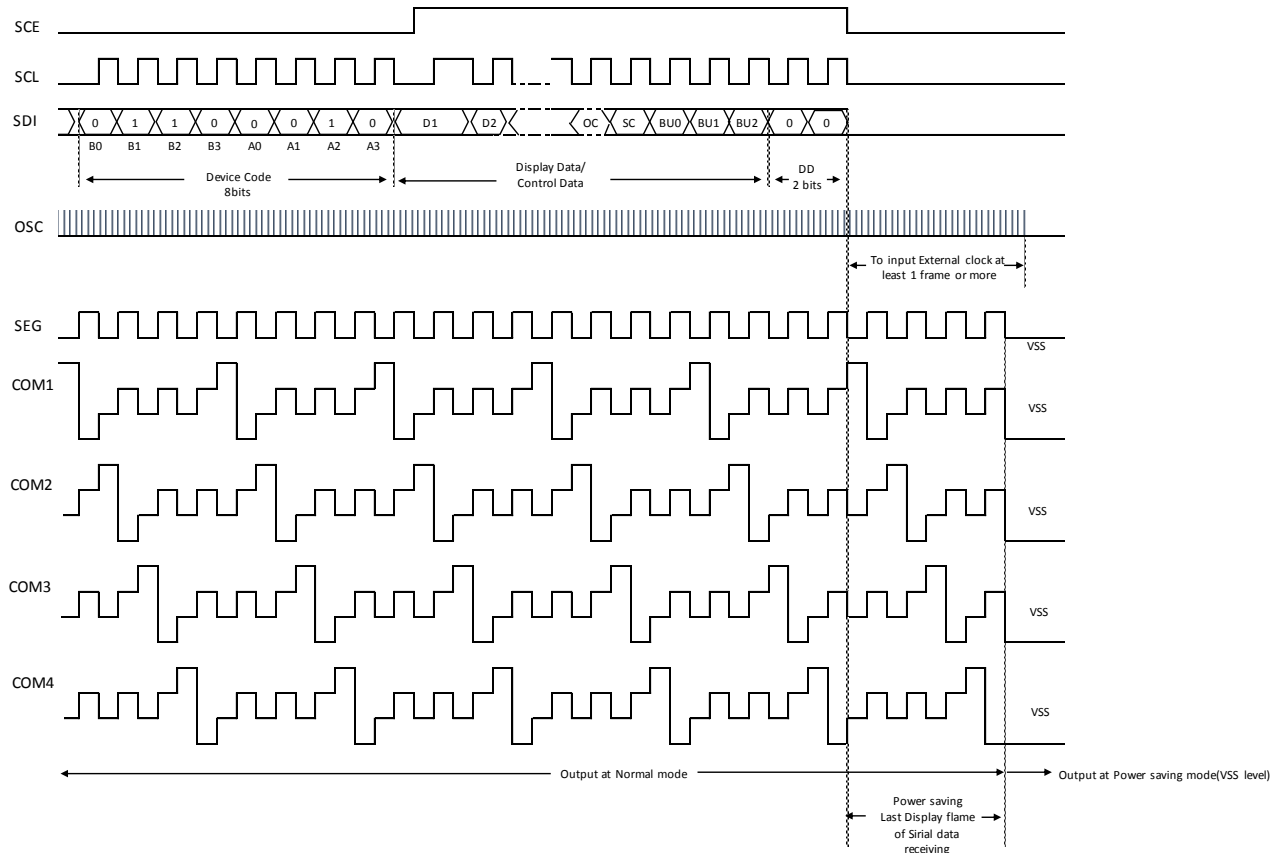 SCE
SCL
SDI
0 1 1 0 0 0 1 0 D1 D2 OC SC BU0 BU1 BU2 0 0
B0 B1 B2 B3 A0 A1 A2 A3
Device Code
8bits
Display Data/
Control Data
DD
2 bits
OSC
To input External clock at
least 1 frame or more
SEG
VSS
COM1
VSS
COM2
VSS
COM3
VSS
COM4
VSS
Output at Normal mode
Output at Power saving mode(VSS level)
Power saving
Last Display flame
of Sirial data
receiving